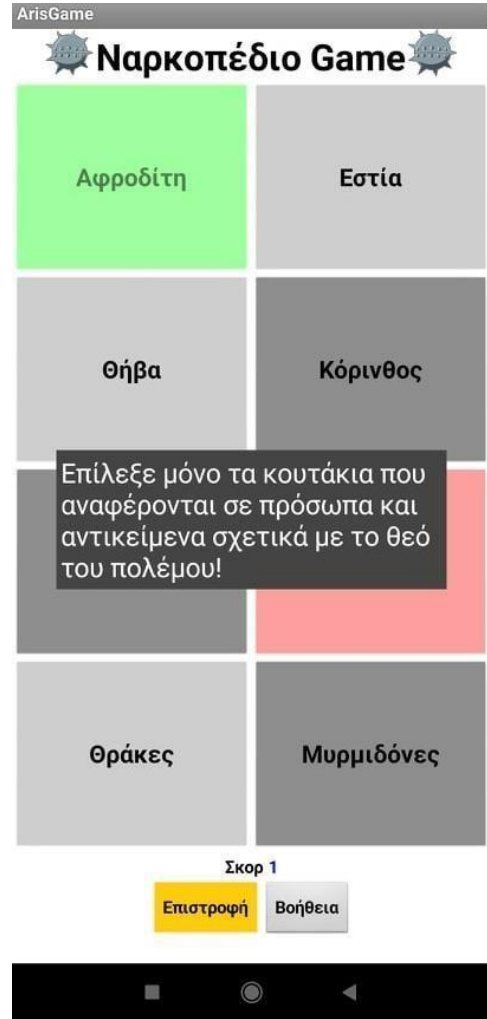 ArisGame
Ναρκοπέδιο Game
Αφροδίτη
Εστία
Θήβα
Κόρινθος
Επίλεξε μόνο τα κουτάκια που
αναφέρονται σε πρόσωπα και
αντικείμενα σχετικά με το θεό
του πολέμου!
Θράκες
Μυρμιδόνες
Σκορ 1
Επιστροφή
Βοήθεια